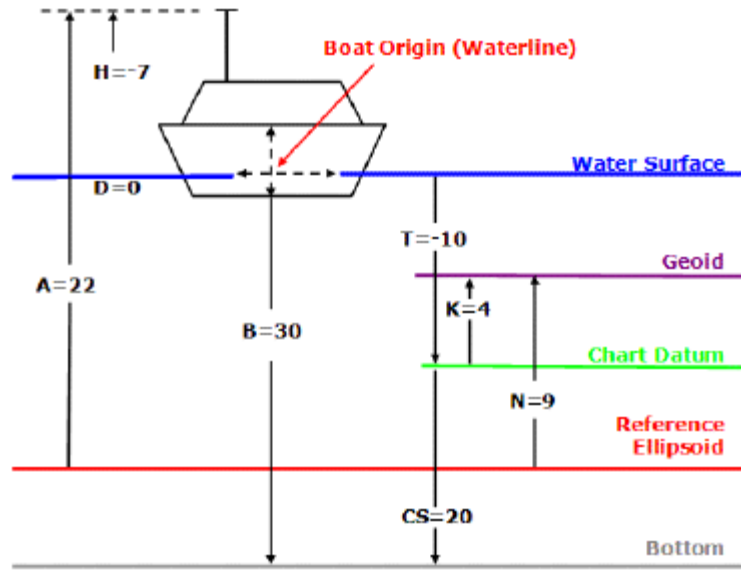 H=-7
Boat Origin (Waterline)
Water Surface
D=0
T=-10
Geoid
A=22
K=4
B=30
Chart Datum
N=9
Reference
Ellipsoid
CS=20
Bottom